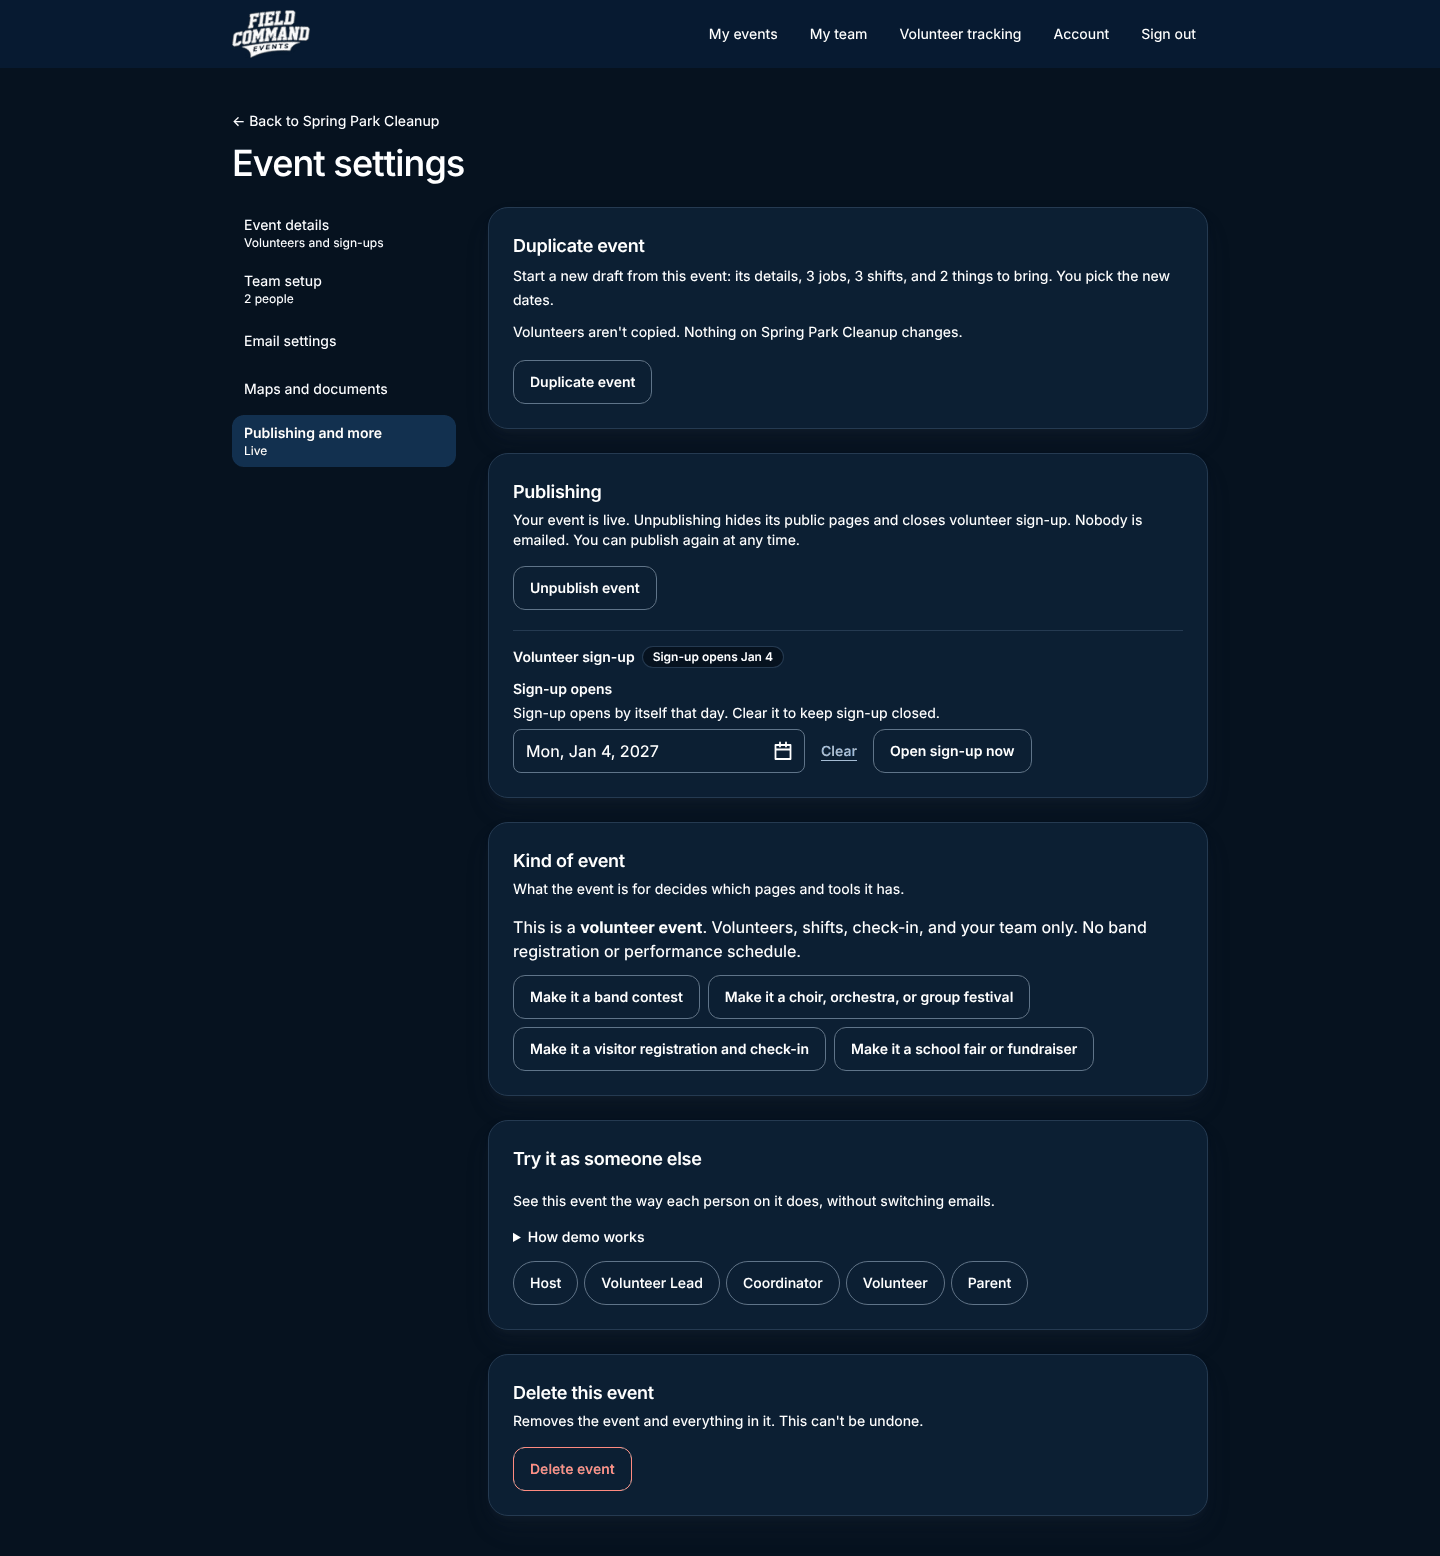 FIELD
COMMAND
EVENTS
My events
My team
Volunteer tracking
Account
Sign out
← Back to Spring Park Cleanup
Event settings
Event details
Volunteers and sign-ups
Team setup
2 people
Email settings
Maps and documents
Publishing and more
Live
Duplicate event
Start a new draft from this event: its details, 3 jobs, 3 shifts, and 2 things to bring. You pick the new
dates.
Volunteers aren't copied. Nothing on Spring Park Cleanup changes.
Duplicate event
Publishing
Your event is live. Unpublishing hides its public pages and closes volunteer sign-up. Nobody is
emailed. You can publish again at any time.
Unpublish event
Volunteer sign-up
Sign-up opens Jan 4
Sign-up opens
Sign-up opens by itself that day. Clear it to keep sign-up closed.
Mon, Jan 4, 2027
Clear
Open sign-up now
Kind of event
What the event is for decides which pages and tools it has.
This is a volunteer event. Volunteers, shifts, check-in, and your team only. No band
registration or performance schedule.
Make it a band contest
Make it a choir, orchestra, or group festival
Make it a visitor registration and check-in
Make it a school fair or fundraiser
Try it as someone else
See this event the way each person on it does, without switching emails.
How demo works
Host
Volunteer Lead
Coordinator
Volunteer
Parent
Delete this event
Removes the event and everything in it. This can't be undone.
Delete event